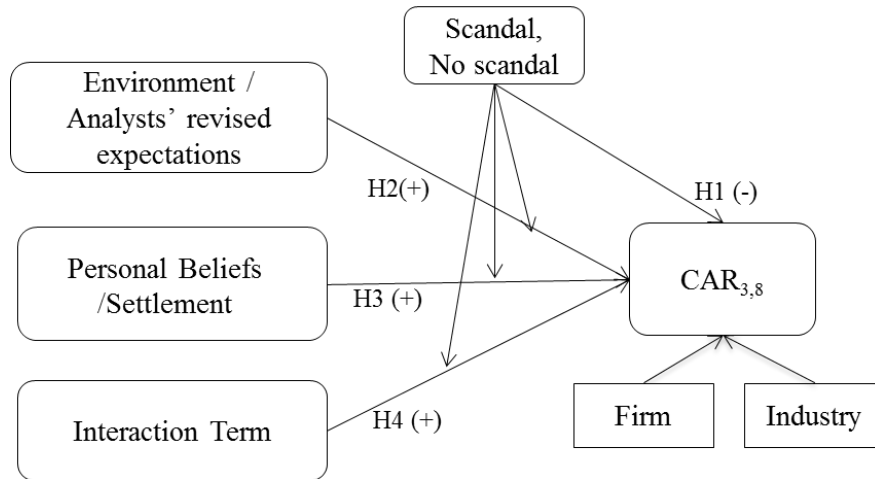 Scandal,
No scandal
Environment /
Analysts’ revised
expectations
H2(+)
H1 (-)
Personal Beliefs
/Settlement
H3 (+)
CAR3,8
Interaction Term
H4 (+)
Firm
Industry